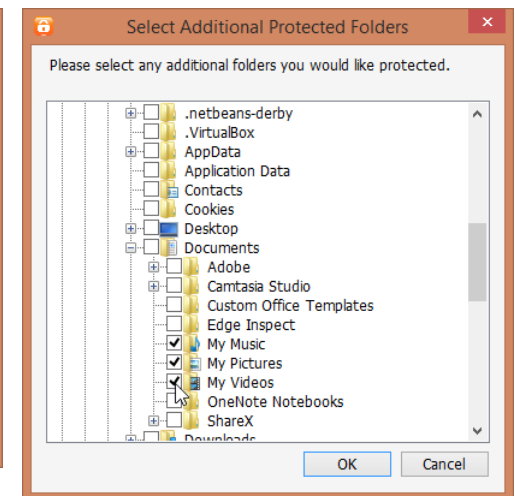 Select Additional Protected Folders
Please select any additional folders you would like protected.
.netbeans-derby
.VirtualBox
AppData
Application Data
Contacts
Cookies
Desktop
Documents
Adobe
Camtasia Studio
Custom Office Templates
Edge Inspect
My Music
My Pictures
My Videos
OneNote Notebooks
ShareX
Downloads
OK Cancel